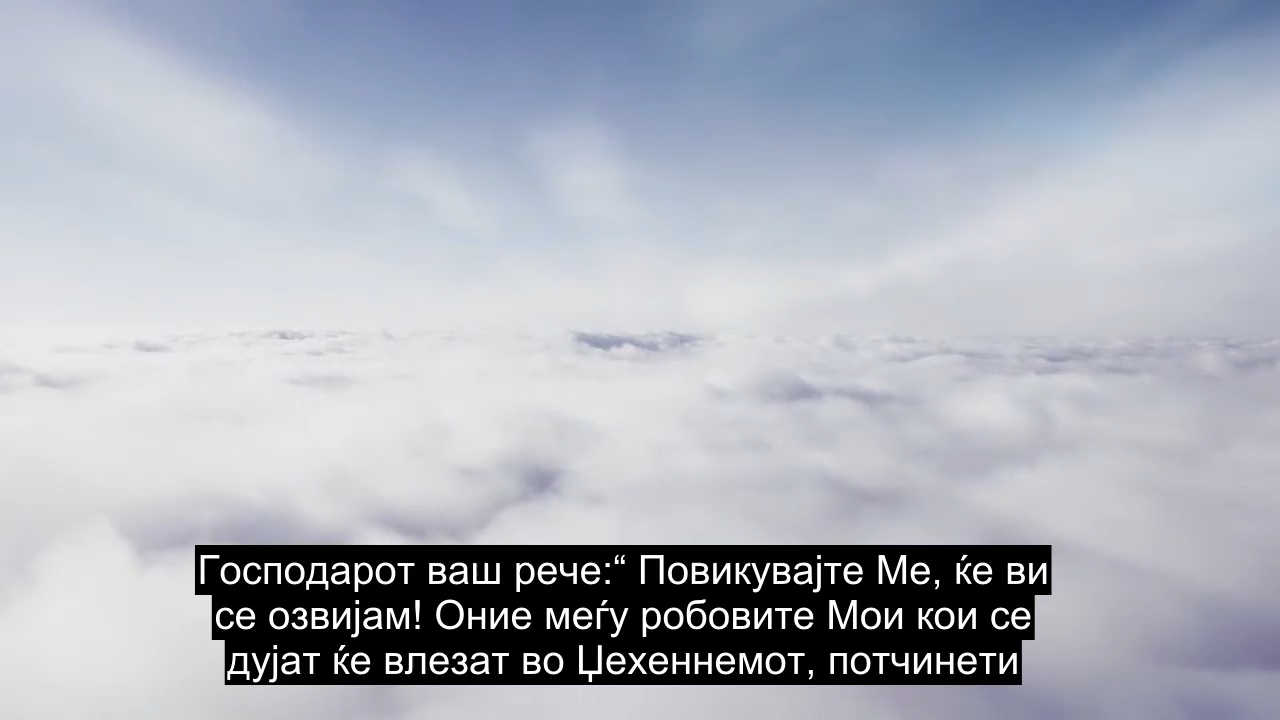 Господарот ваш рече:“ Повикувајте Ме, ќе ви
се озвијам! Оние меѓу робовите Мои кои се
дујат ќе влезат во Џехеннемот, потчинети